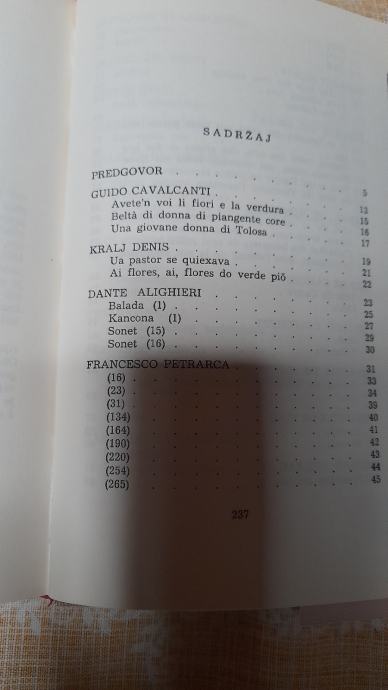 SADRŽAJ
PREDGOVOR . . . . . . . . . . 5
GUIDO CAVALCANTI . . . . . . . . . 13
Avete'n voi li fiori e la verdura . . . . 15
Beltà di donna di piangente core . . . . 16
Una giovane donna di Tolosa . . . . . 17
KRALJ DENIS . . . . . . . . . . 19
Ua pastor se quiexava . . . . . . . 21
Ai flores, ai, flores do verde piõ . . . . 22
DANTE ALIGHIERI . . . . . . . . . 23
Balada (1) . . . . . . . . . . 25
Kancona (1) . . . . . . . . . 27
Sonet (15) . . . . . . . . . . 29
Sonet (16) . . . . . . . . . . 30
FRANCESCO PETRARCA . . . . . . . . 31
(16) . . . . . . . . . . . 33
(23) . . . . . . . . . . . 34
(31) . . . . . . . . . . . 39
(134) . . . . . . . . . . . 40
(164) . . . . . . . . . . . 41
(190) . . . . . . . . . . . 42
(220) . . . . . . . . . . . 43
(254) . . . . . . . . . . . 44
(265) . . . . . . . . . . . 45
237